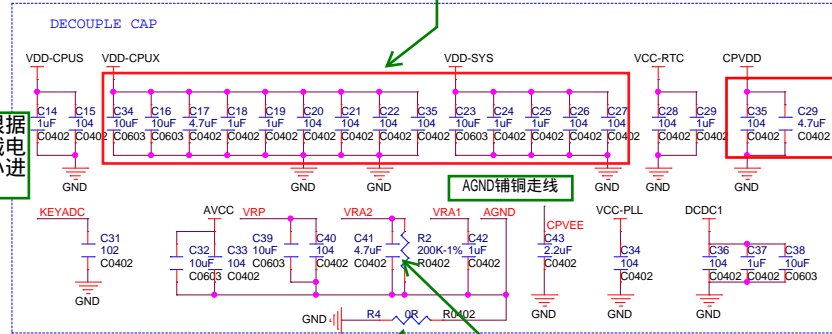 DECOUPLE CAP
VDD-CPUS
VDD-CPUX
VDD-SYS
VCC-RTC
CPVDD
C14
1uF
C0402
C15
104
C0402
C34
10uF
C0603
C16
10uF
C0603
C17
4.7uF
C0402
C18
1uF
C0402
C19
1uF
C0402
C20
104
C0402
C21
104
C0402
C22
104
C0402
C35
104
C0402
C23
10uF
C0603
C24
1uF
C0402
C25
1uF
C0402
C26
104
C0402
C27
104
C0402
C28
104
C0402
C29
1uF
C0402
C35
104
C0402
C29
4.7uF
C0402
GND
GND
GND
GND
GND
GND
AGND铺铜走线
KEYADC
AVCC
VRP
VRA2
VRA1
AGND
CPVEE
VCC-PLL
DCDC1
C31
102
C0402
C32
10uF
C0603
C33
104
C0402
C39
10uF
C0603
C40
104
C0402
C41
4.7uF
C0402
R2
200K-1%
R0402
C42
1uF
C0402
C43
2.2uF
C0402
C34
104
C0402
C36
104
C0402
C37
1uF
C0402
C38
10uF
C0603
GND
GND
GND
GND
GND
R4
0R
R0402